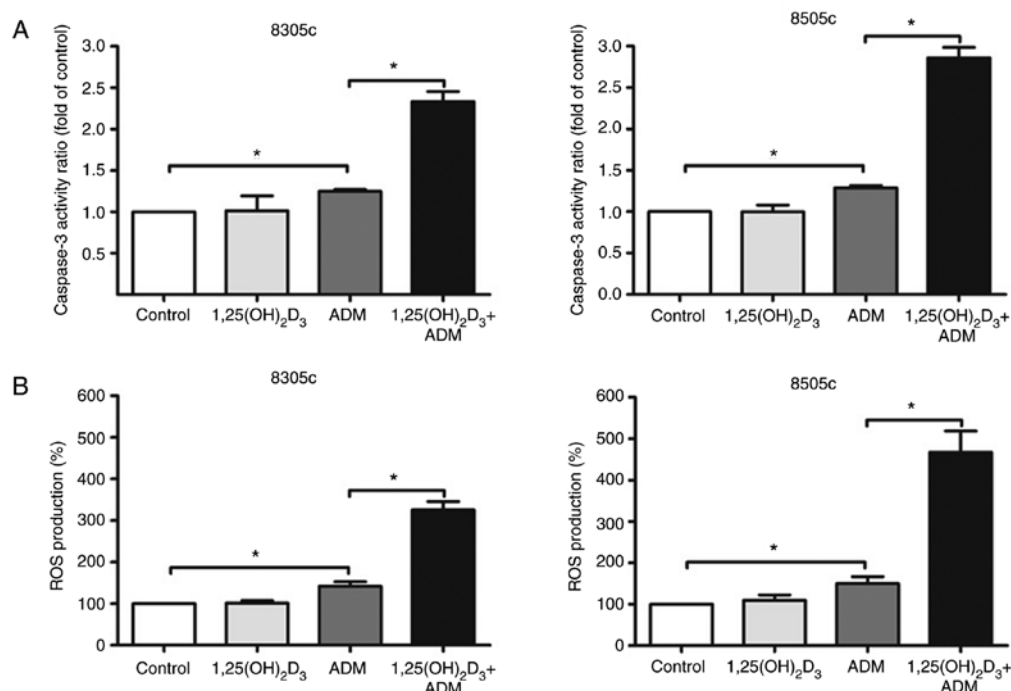 A
8305c
Caspase-3 activity ratio (fold of control)
3.0
2.5
2.0
1.5
1.0
0.5
*
*
Control
1,25(OH)₂D₃
ADM
1,25(OH)₂D₃+
ADM
8505c
Caspase-3 activity ratio (fold of control)
3.0
2.5
2.0
1.5
1.0
0.5
0.0
*
*
Control
1,25(OH)₂D₃
ADM
1,25(OH)₂D₃+
ADM
B
8305c
ROS production (%)
600
500
400
300
200
100
0
*
*
Control
1,25(OH)₂D₃
ADM
1,25(OH)₂D₃+
ADM
8505c
ROS production (%)
600
500
400
300
200
100
0
*
*
Control
1,25(OH)₂D₃
ADM
1,25(OH)₂D₃+
ADM